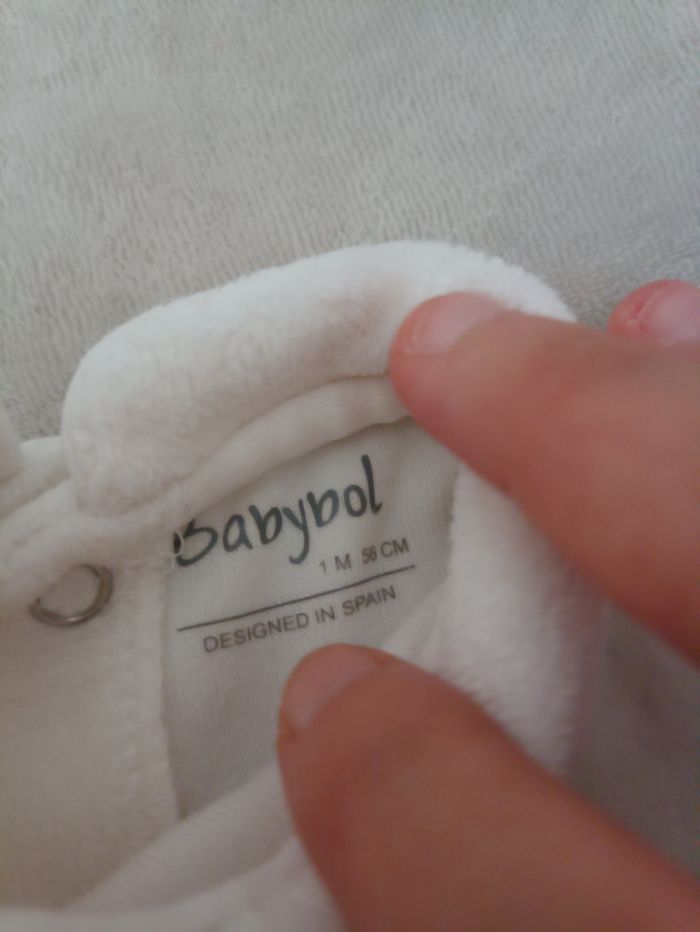 Babybol
1 M 56 CM
DESIGNED IN SPAIN